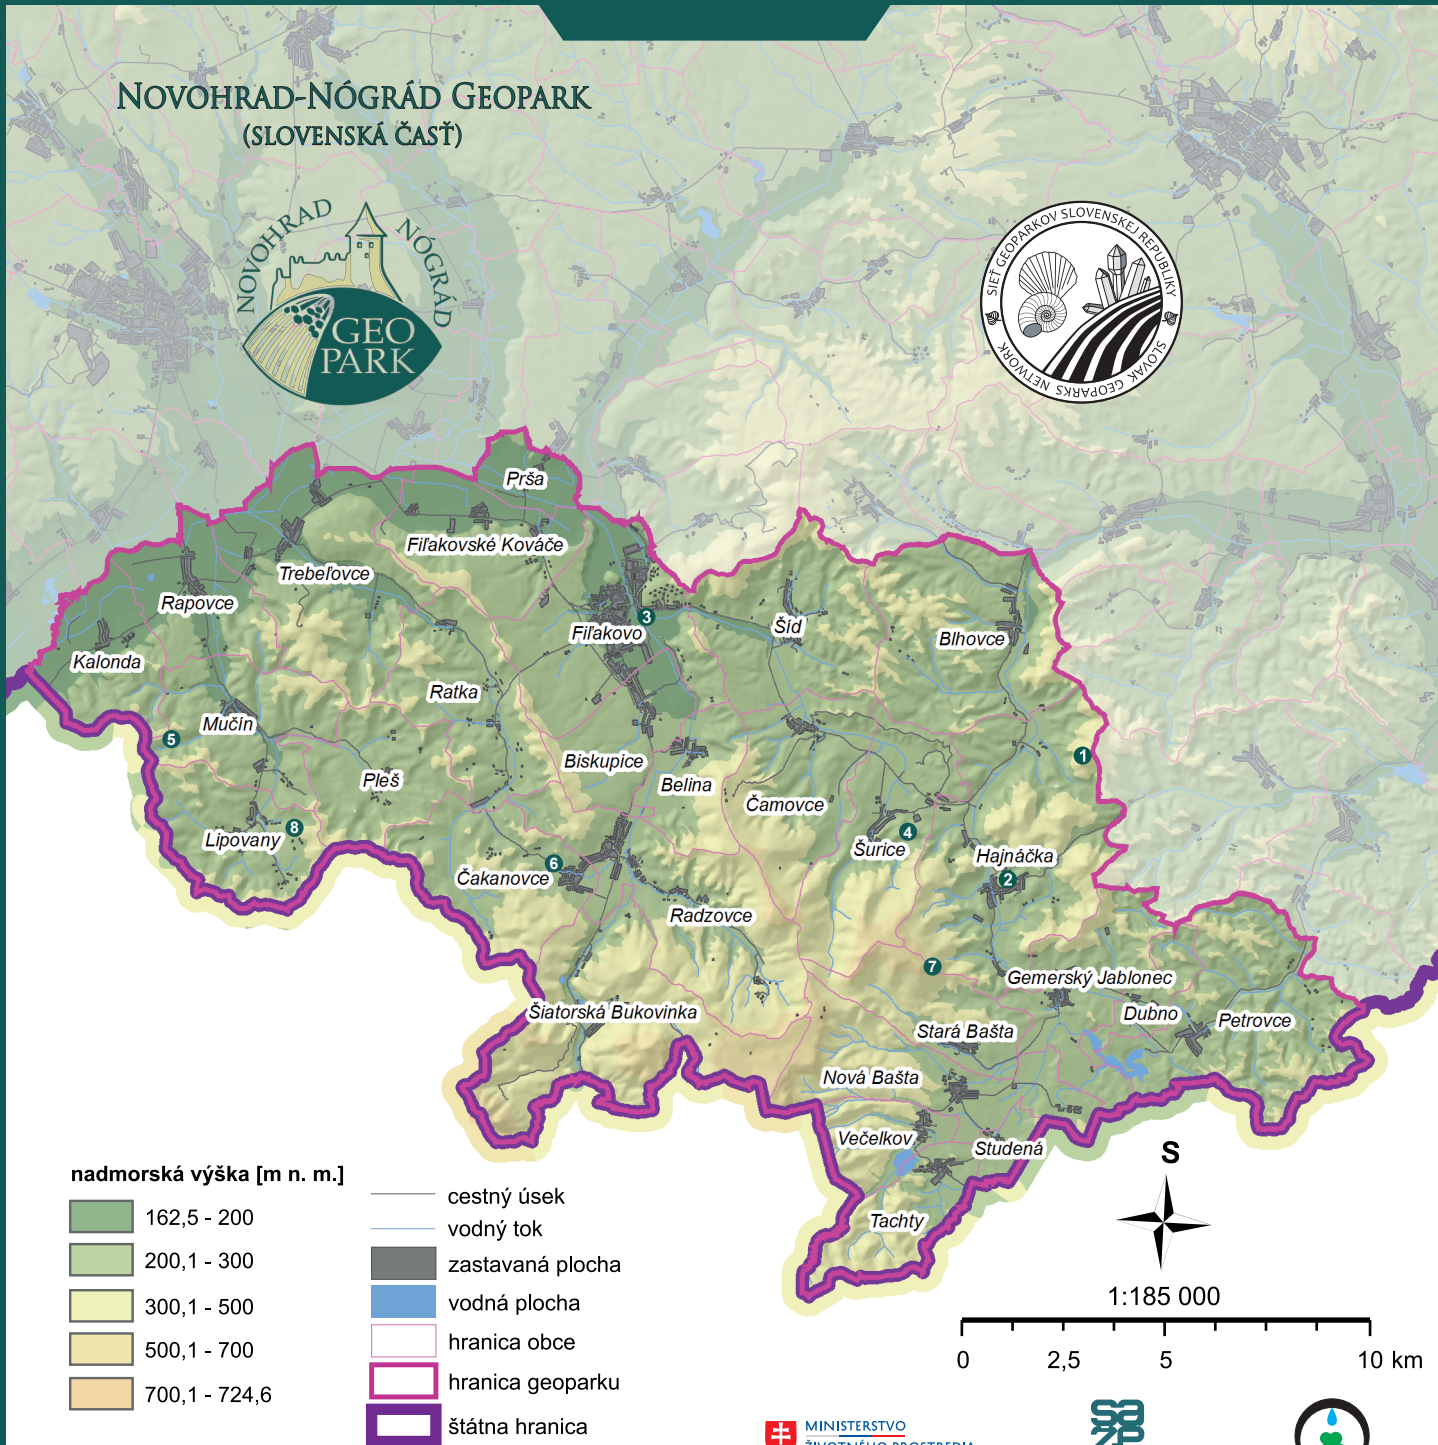 NOVOHRAD-NÓGRÁD GEOPARK
(SLOVENSKÁ ČASŤ)
NOVOHRAD NÓGRÁD
GEO
PARK
SIEŤ GEOPARKOV SLOVENSKEJ REPUBLIKY
SLOVAK GEOPARKS NETWORK
Prša
Fiľakovské Kováče
Trebeľovce
Rapovce
3
Fiľakovo
Šíd
Blhovce
Kalonda
Ratka
Mučín
5
1
Biskupice
Pleš
Belina
Čamovce
8
4
Lipovany
Šurice
Hajnáčka
6
Čakanovce
2
Radzovce
7
Gemerský Jablonec
Šiatorská Bukovinka
Dubno
Petrovce
Stará Bašta
Nová Bašta
Večelkov
Studená
Tachty
nadmorská výška [m n. m.]
162,5 - 200
200,1 - 300
300,1 - 500
500,1 - 700
700,1 - 724,6
cestný úsek
vodný tok
zastavaná plocha
vodná plocha
hranica obce
hranica geoparku
štátna hranica
S
1:185 000
0 2,5 5 10 km
MINISTERSTVO
ŽIVOTNÉHO PROSTREDIA
sa
žp